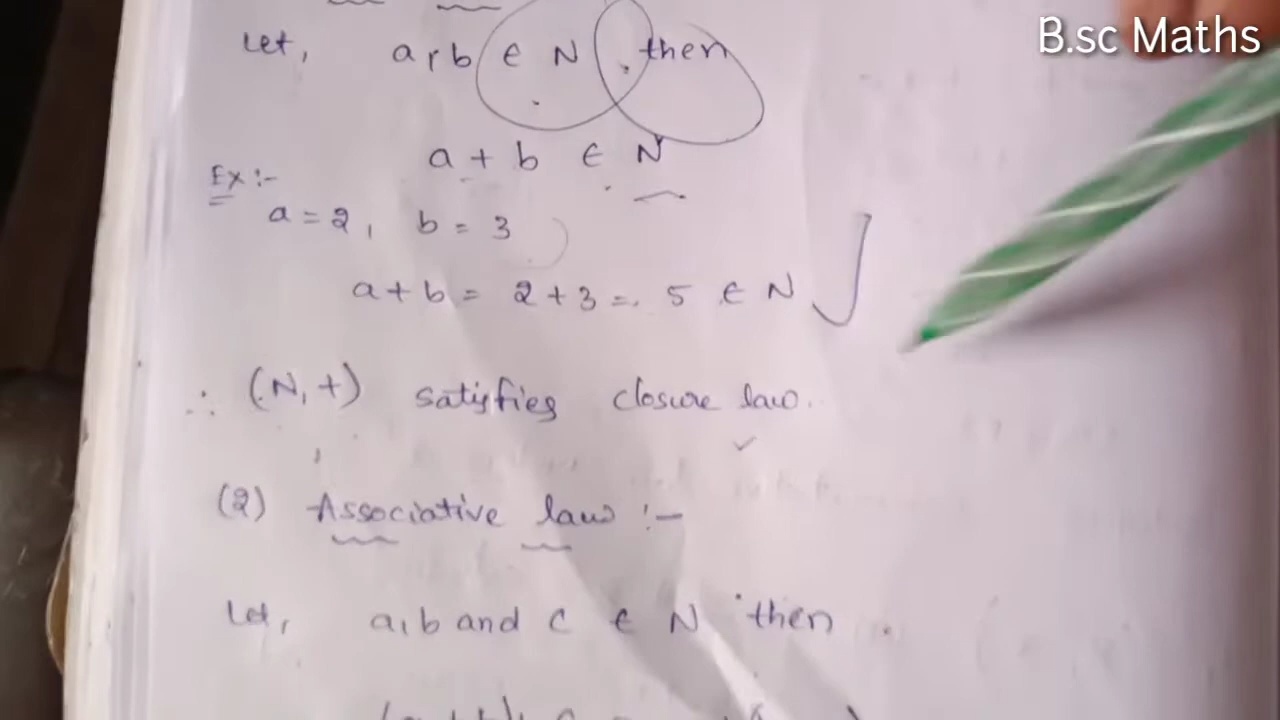 B.sc Maths
Let, a, b ∈ N, then
a + b ∈ N
Ex :-
a = 2, b = 3
a + b = 2 + 3 = 5 ∈ N
∴ (N, +) satisfies closure law.
(2) Associative law :-
Let, a, b and c ∈ N then